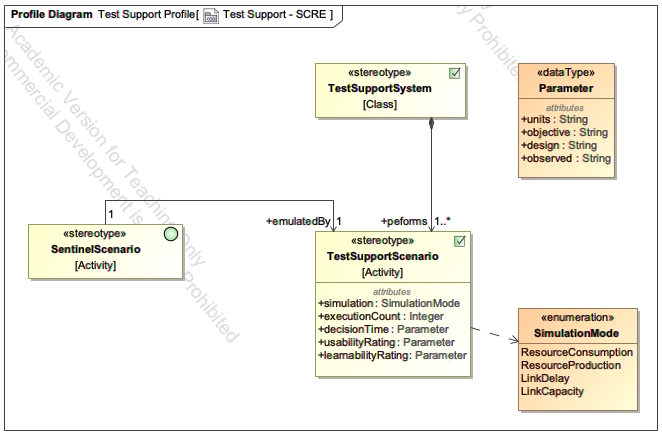 Profile Diagram Test Support Profile[ Test Support - SCRE ]
Academic Version for Teaching Only
Commercial Development is Prohibited
y Prohibited
«stereotype»
TestSupportSystem
[Class]
«dataType»
Parameter
attributes
+units : String
+objective : String
+design : String
+observed : String
1
+emulatedBy 1
+peforms 1..*
«stereotype»
SentinelScenario
[Activity]
«stereotype»
TestSupportScenario
[Activity]
attributes
+simulation : SimulationMode
+executionCount : Integer
+decisionTime : Parameter
+usabilityRating : Parameter
+learnabilityRating : Parameter
«enumeration»
SimulationMode
ResourceConsumption
ResourceProduction
LinkDelay
LinkCapacity